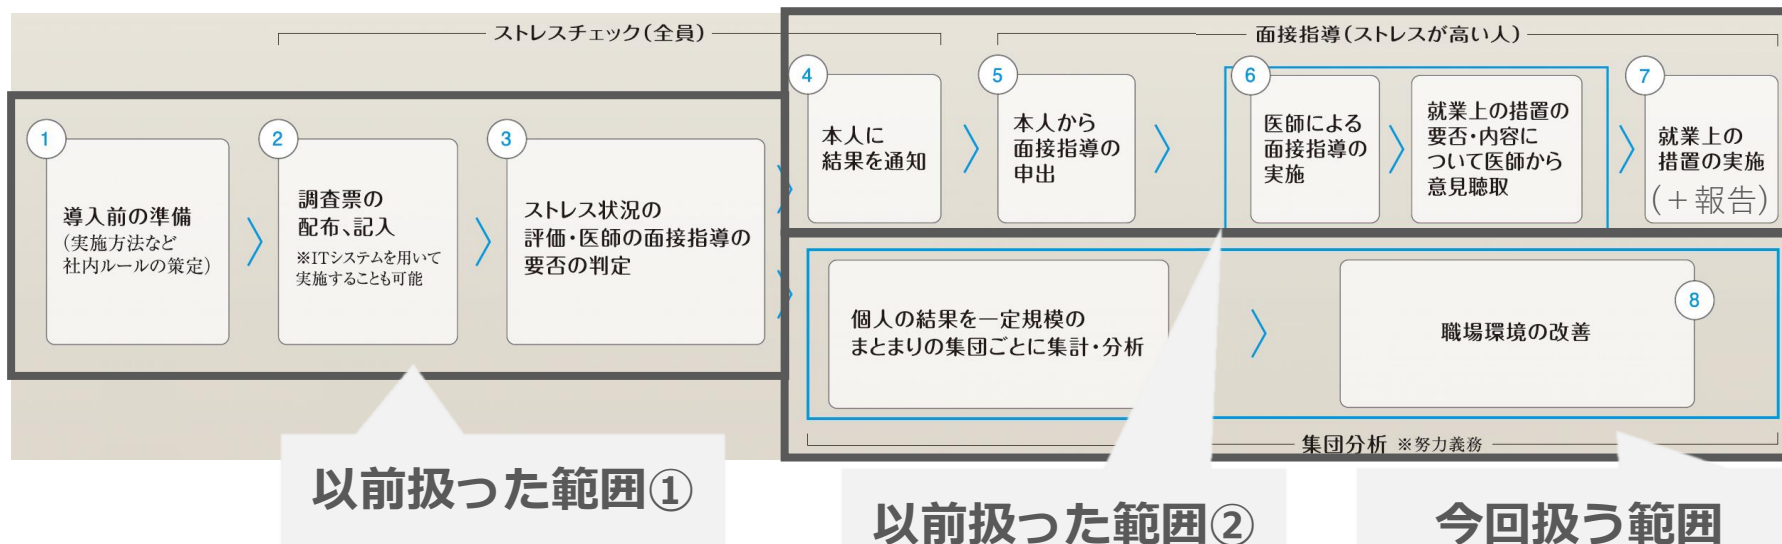 ストレスチェック(全員)
面接指導(ストレスが高い人)
1
導入前の準備
(実施方法など
社内ルールの策定)
2
調査票の
配布、記入
※ITシステムを用いて
実施することも可能
3
ストレス状況の
評価・医師の面接指導の
要否の判定
4
本人に
結果を通知
5
本人から
面接指導の
申出
6
医師による
面接指導の
実施
就業上の措置の
要否・内容に
ついて医師から
意見聴取
7
就業上の
措置の実施
(+報告)
個人の結果を一定規模の
まとまりの集団ごとに集計・分析
8
職場環境の改善
集団分析 ※努力義務
以前扱った範囲①
以前扱った範囲②
今回扱う範囲